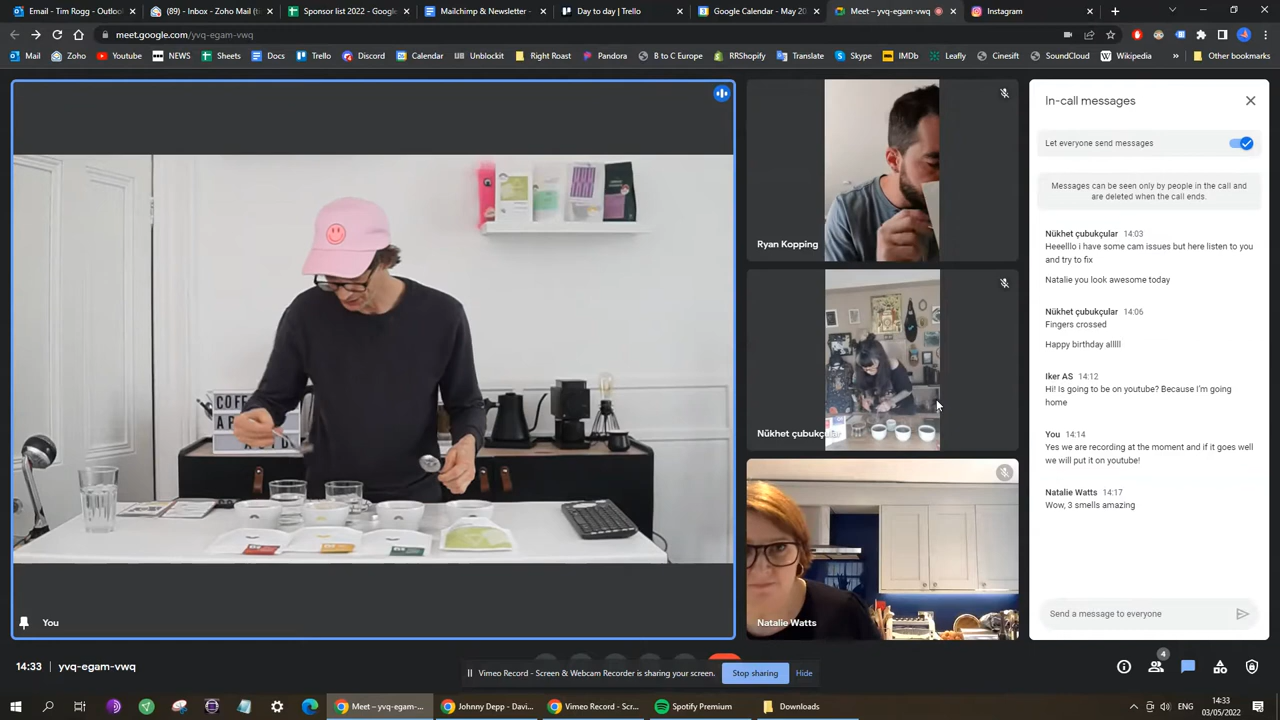 Google Calendar - Tim Rogg
(89) · Inbox - Zoho Mail (th
Sponsor list 2022 - Google
Mailchimp & Newsletter -
Day to day | Trello
Google Calendar - May 20
Meet – yvq-egam-vwq
Instagram
meet.google.com/yvq-egam-vwq
Mail
Zoho
NEWS
Sheets
Docs
Trello
Discord
Calendar
Unblockit
Right Roast
Pandora
B to C Europe
RRShopify
Translate
Skype
IMDb
Leafly
Cinesift
SoundCloud
Wikipedia
»
Other bookmarks
Ryan Kopping
Nükhet çubukçular
Natalie Watts
You
In-call messages
Let everyone send messages
Messages can be seen only by people in the call and
are deleted when the call ends.
Nükhet çubukçular 14:03
Heeelllo i have some cam issues but here listen to you
and try to fix
Natalie you look awesome today
Nükhet çubukçular 14:06
Fingers crossed
Happy birthday alllll
Iker AS 14:12
Hi! Is going to be on youtube? Because I'm going
home
You 14:14
Yes we are recording at the moment and if it goes well
we will put it on youtube!
Natalie Watts 14:17
Wow, 3 smells amazing
Send a message to everyone
14:33 yvq-egam-vwq
Vimeo Record - Screen & Webcam Recorder is sharing your screen.
Stop sharing
Hide
4
Meet – yvq-egam-...
Johnny Depp - Davi...
Vimeo Record - Scr...
Spotify Premium
Downloads
14:33
03/05/2022